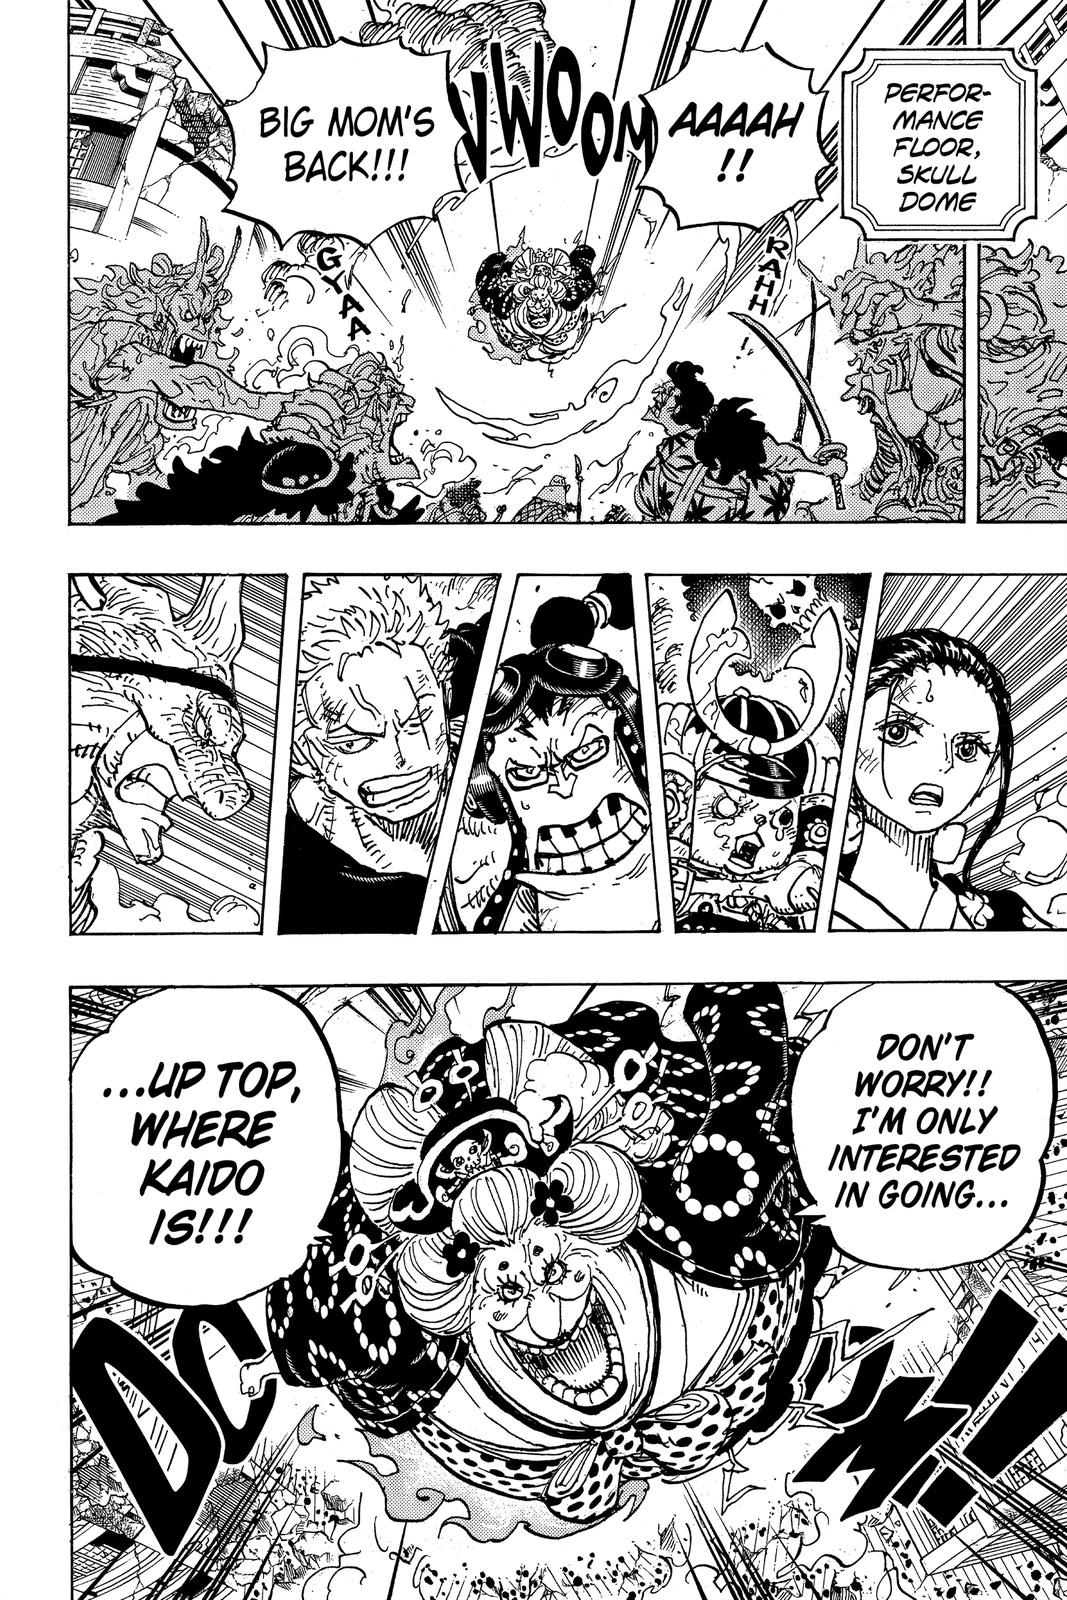 PERFOR-
MANCE
FLOOR,
SKULL
DOME
AAAAH
!!
VWOOM
BIG MOM'S
BACK!!!
RAHH!
GYAA
DON'T
WORRY!!
I'M ONLY
INTERESTED
IN GOING...
...UP TOP,
WHERE
KAIDO
IS!!!